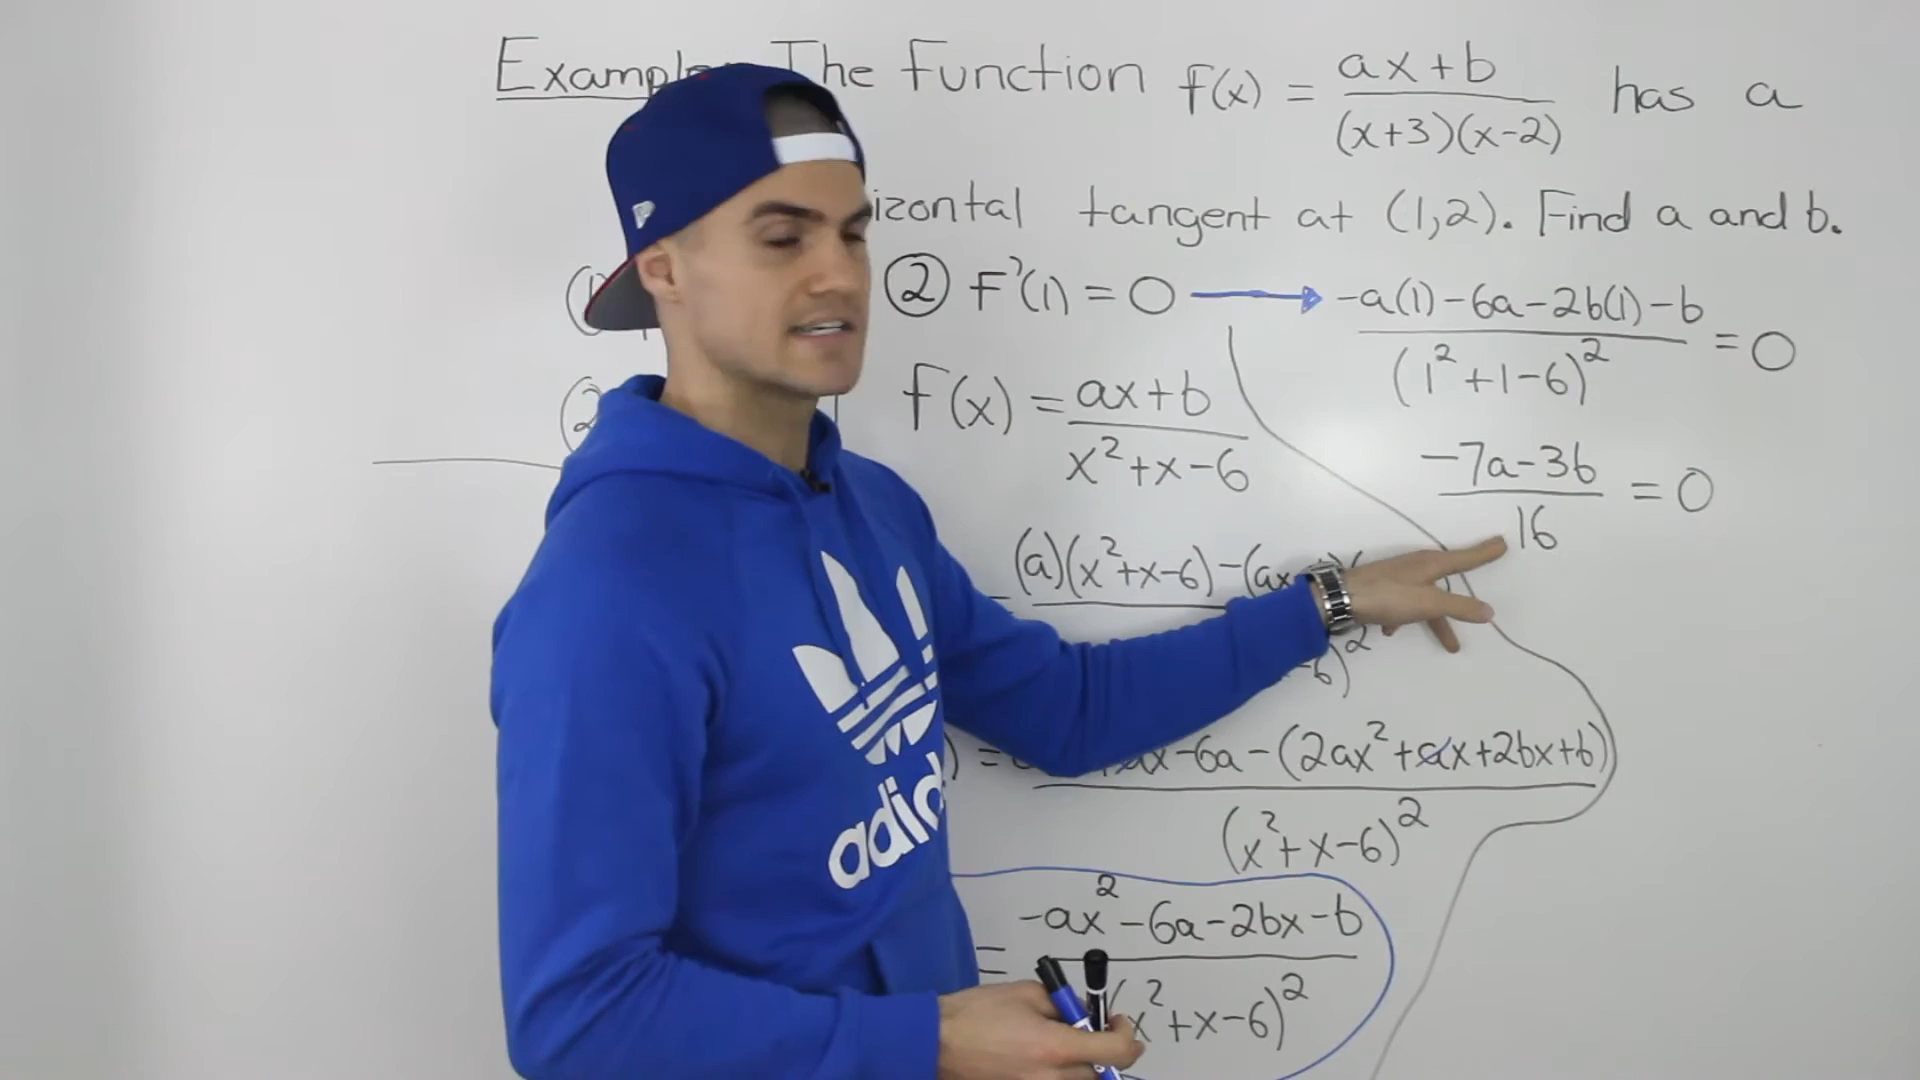 The function f(x) = ax+b / (x+3)(x-2) has a
tangent at (1,2). Find a and b.
② f'(1) = 0 → -a(1)-6a-2b(1)-b / (1²+1-6)² = 0
f(x) = ax+b / x²+x-6
-7a-3b / 16 = 0
(a)(x²+x-6)-(ax
-6)²
= -6a-(2ax²+ax+2bx+b)
(x²+x-6)²
= -ax²-6a-2bx-b
(x²+x-6)²
adid